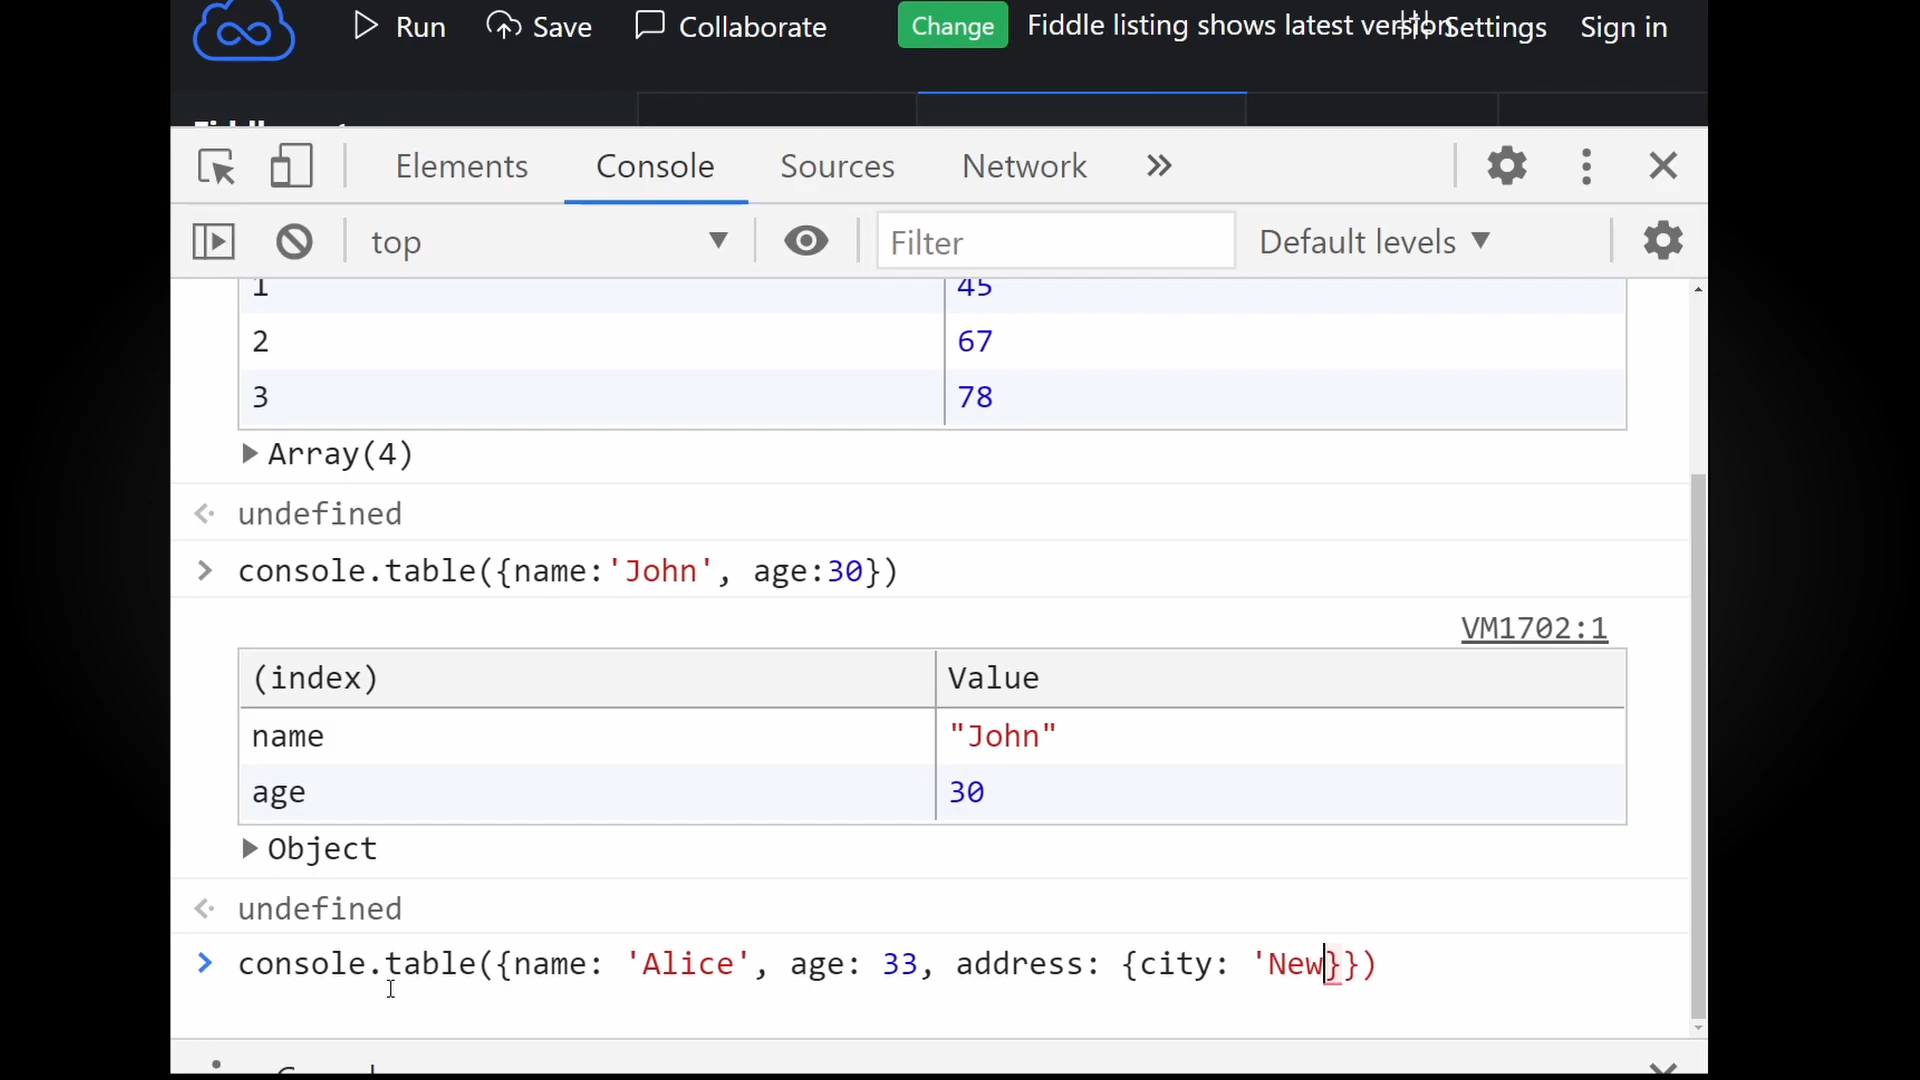 Run Save Collaborate Change Fiddle listing shows latest version Settings Sign in
Elements Console Sources Network
top Filter Default levels
1 45
2 67
3 78
Array(4)
undefined
console.table({name:'John', age:30})
VM1702:1
(index) Value
name "John"
age 30
Object
undefined
console.table({name: 'Alice', age: 33, address: {city: 'New}})